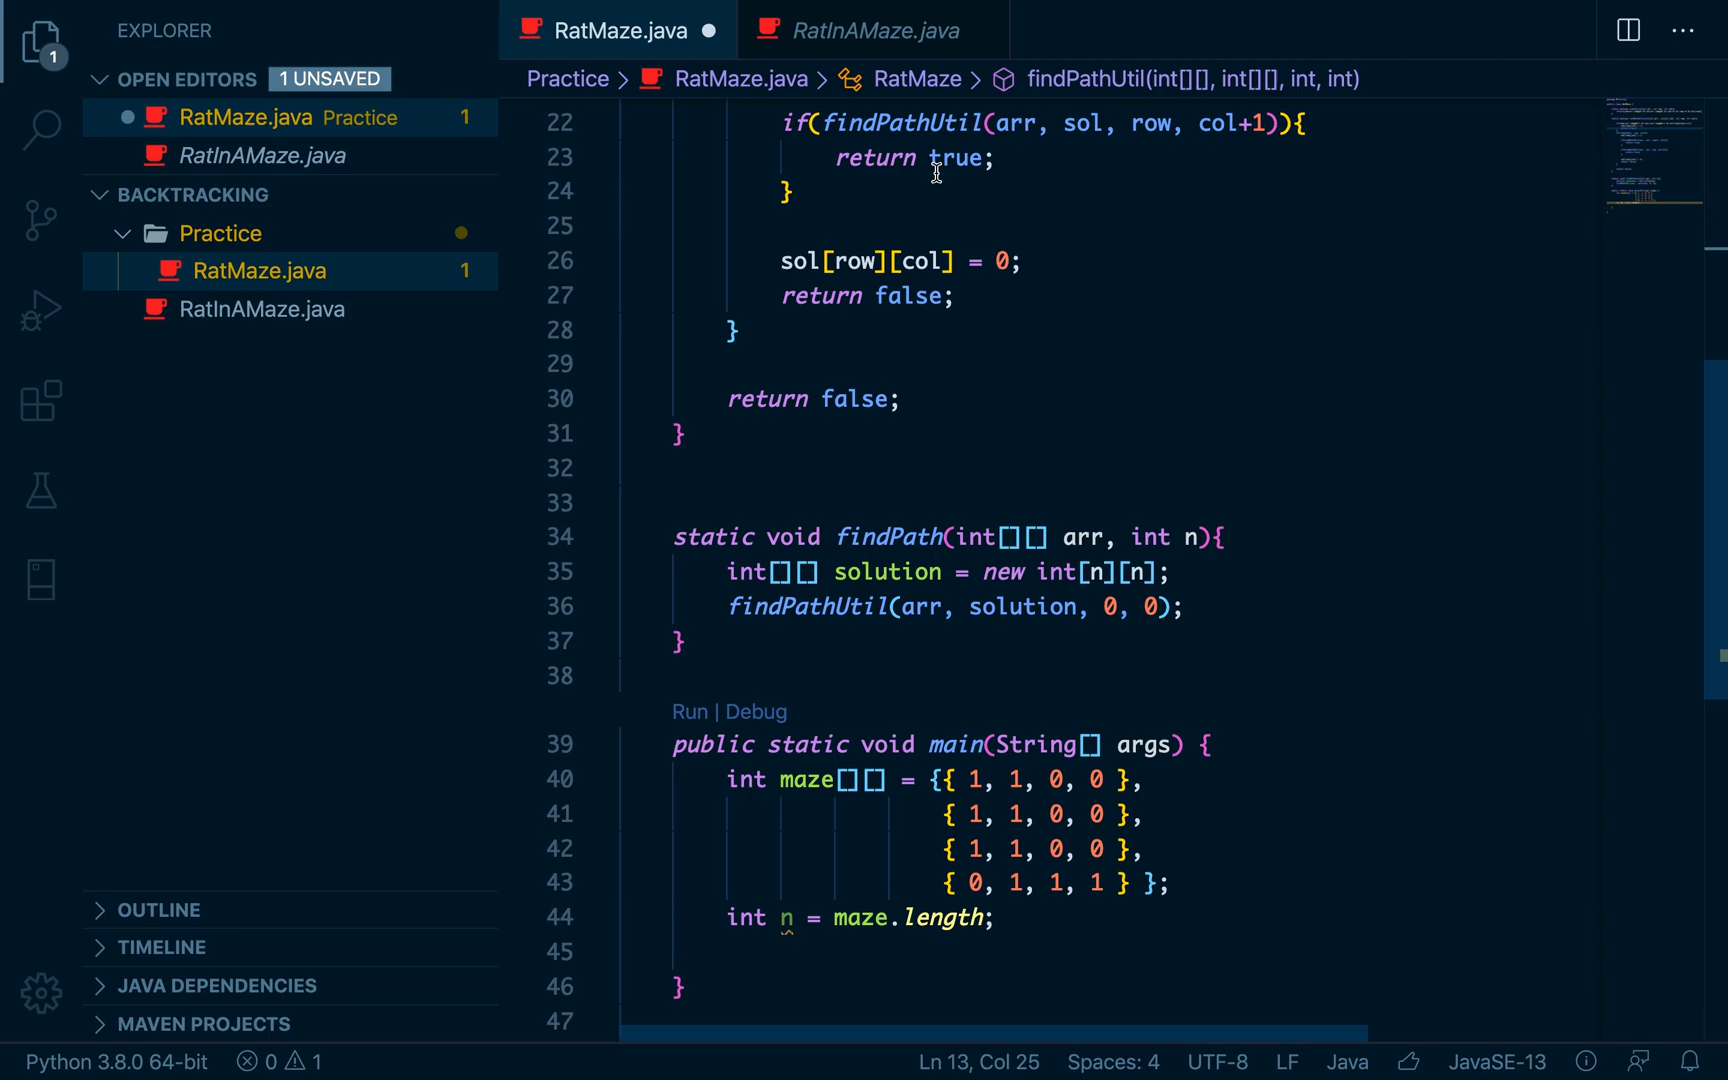 EXPLORER
OPEN EDITORS 1 UNSAVED
RatMaze.java Practice 1
RatInAMaze.java
BACKTRACKING
Practice
RatMaze.java 1
RatInAMaze.java
OUTLINE
TIMELINE
JAVA DEPENDENCIES
MAVEN PROJECTS
1
RatMaze.java RatInAMaze.java
Practice > RatMaze.java > RatMaze > findPathUtil(int[][], int[][], int, int)
22 if(findPathUtil(arr, sol, row, col+1)){
23 return true;
24 }
25
26 sol[row][col] = 0;
27 return false;
28 }
29
30 return false;
31 }
32
33
34 static void findPath(int[][] arr, int n){
35 int[][] solution = new int[n][n];
36 findPathUtil(arr, solution, 0, 0);
37 }
38
Run | Debug
39 public static void main(String[] args) {
40 int maze[][] = {{ 1, 1, 0, 0 },
41 { 1, 1, 0, 0 },
42 { 1, 1, 0, 0 },
43 { 0, 1, 1, 1 } };
44 int n = maze.length;
45
46 }
47
Python 3.8.0 64-bit 0 1 Ln 13, Col 25 Spaces: 4 UTF-8 LF Java JavaSE-13